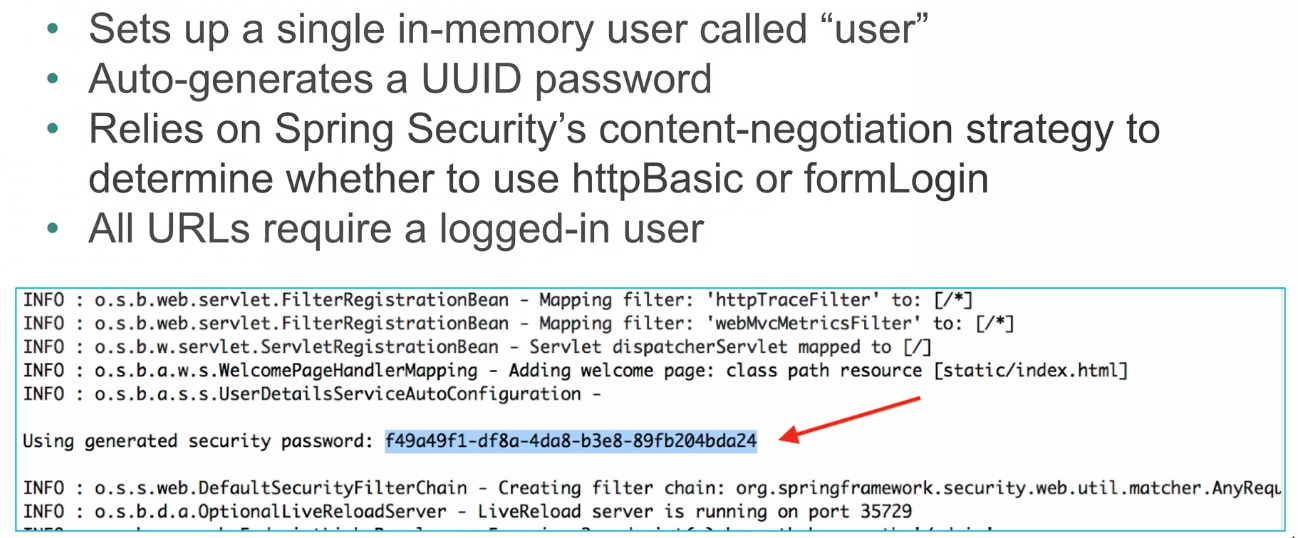 • Sets up a single in-memory user called “user”
• Auto-generates a UUID password
• Relies on Spring Security’s content-negotiation strategy to
determine whether to use httpBasic or formLogin
• All URLs require a logged-in user
INFO : o.s.b.web.servlet.FilterRegistrationBean - Mapping filter: 'httpTraceFilter' to: [/*]
INFO : o.s.b.web.servlet.FilterRegistrationBean - Mapping filter: 'webMvcMetricsFilter' to: [/*]
INFO : o.s.b.w.servlet.ServletRegistrationBean - Servlet dispatcherServlet mapped to [/]
INFO : o.s.b.a.w.s.WelcomePageHandlerMapping - Adding welcome page: class path resource [static/index.html]
INFO : o.s.b.a.s.s.UserDetailsServiceAutoConfiguration -
Using generated security password: f49a49f1-df8a-4da8-b3e8-89fb204bda24
INFO : o.s.s.web.DefaultSecurityFilterChain - Creating filter chain: org.springframework.security.web.util.matcher.AnyRequ
INFO : o.s.b.d.a.OptionalLiveReloadServer - LiveReload server is running on port 35729